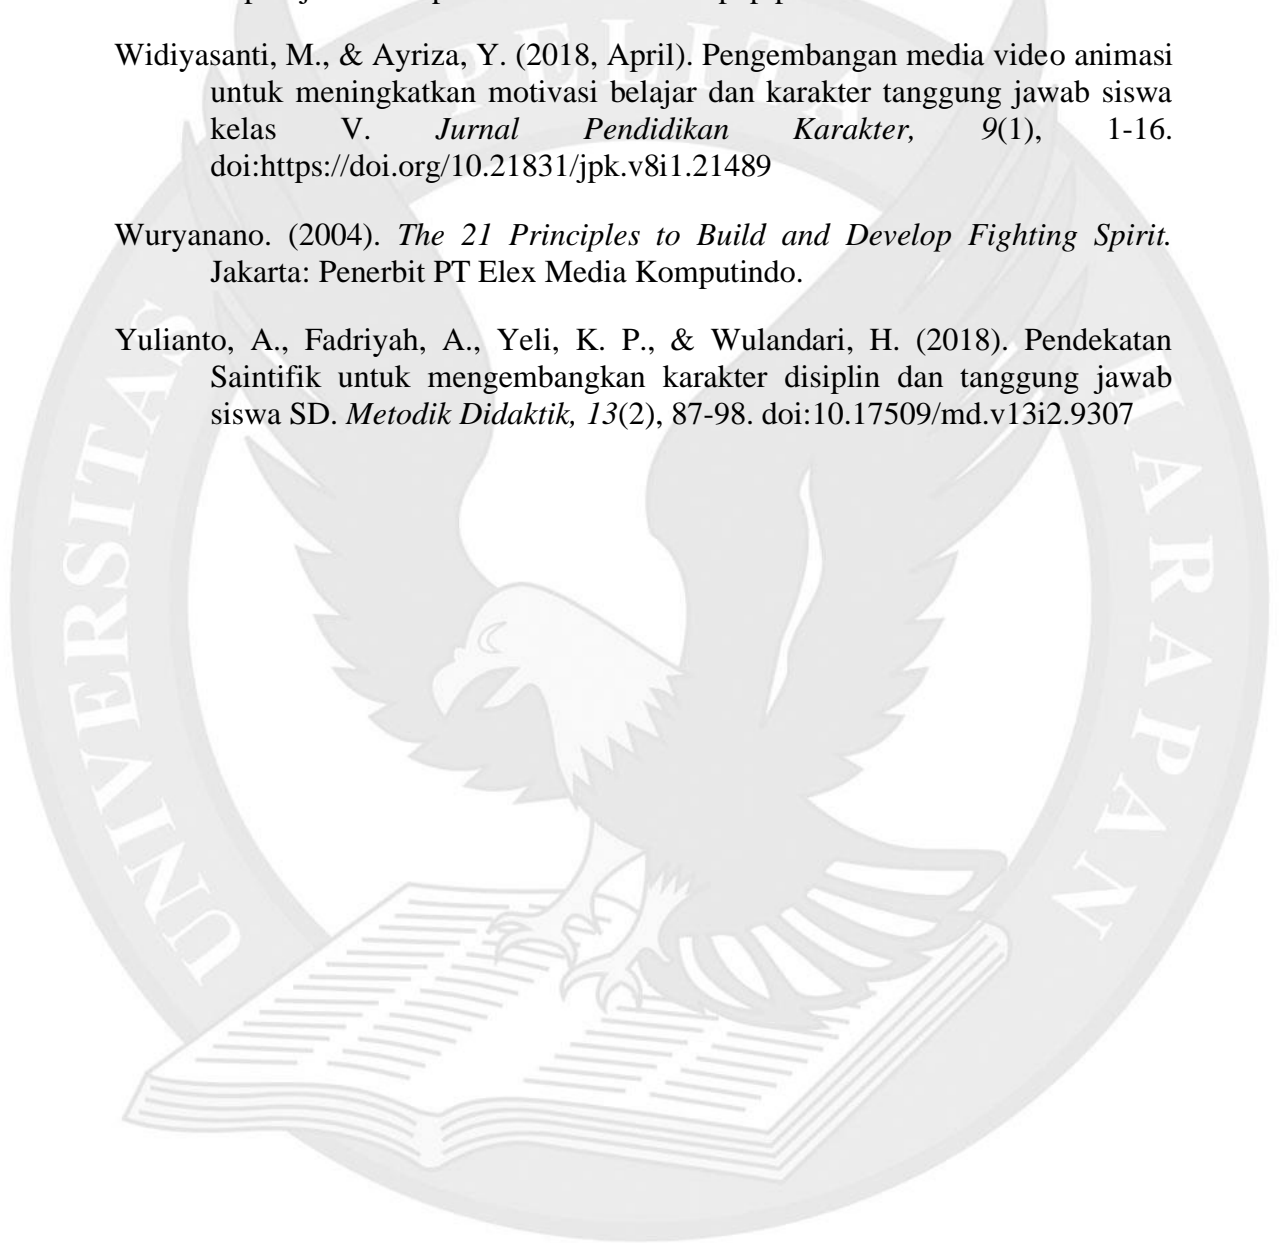 Widiyasanti, M., & Ayriza, Y. (2018, April). Pengembangan media video animasi
untuk meningkatkan motivasi belajar dan karakter tanggung jawab siswa
kelas V. Jurnal Pendidikan Karakter, 9(1), 1-16.
doi:https://doi.org/10.21831/jpk.v8i1.21489
Wuryanano. (2004). The 21 Principles to Build and Develop Fighting Spirit.
Jakarta: Penerbit PT Elex Media Komputindo.
Yulianto, A., Fadriyah, A., Yeli, K. P., & Wulandari, H. (2018). Pendekatan
Saintifik untuk mengembangkan karakter disiplin dan tanggung jawab
siswa SD. Metodik Didaktik, 13(2), 87-98. doi:10.17509/md.v13i2.9307
UNIVERSITAS PELITA HARAPAN